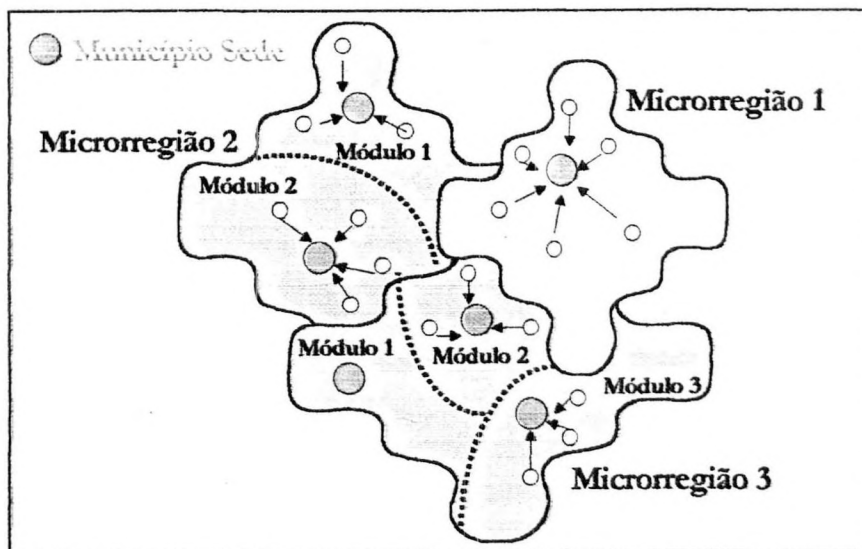 Município Sede
Microrregião 1
Microrregião 2
Módulo 1
Módulo 2
Módulo 1
Módulo 2
Módulo 3
Microrregião 3